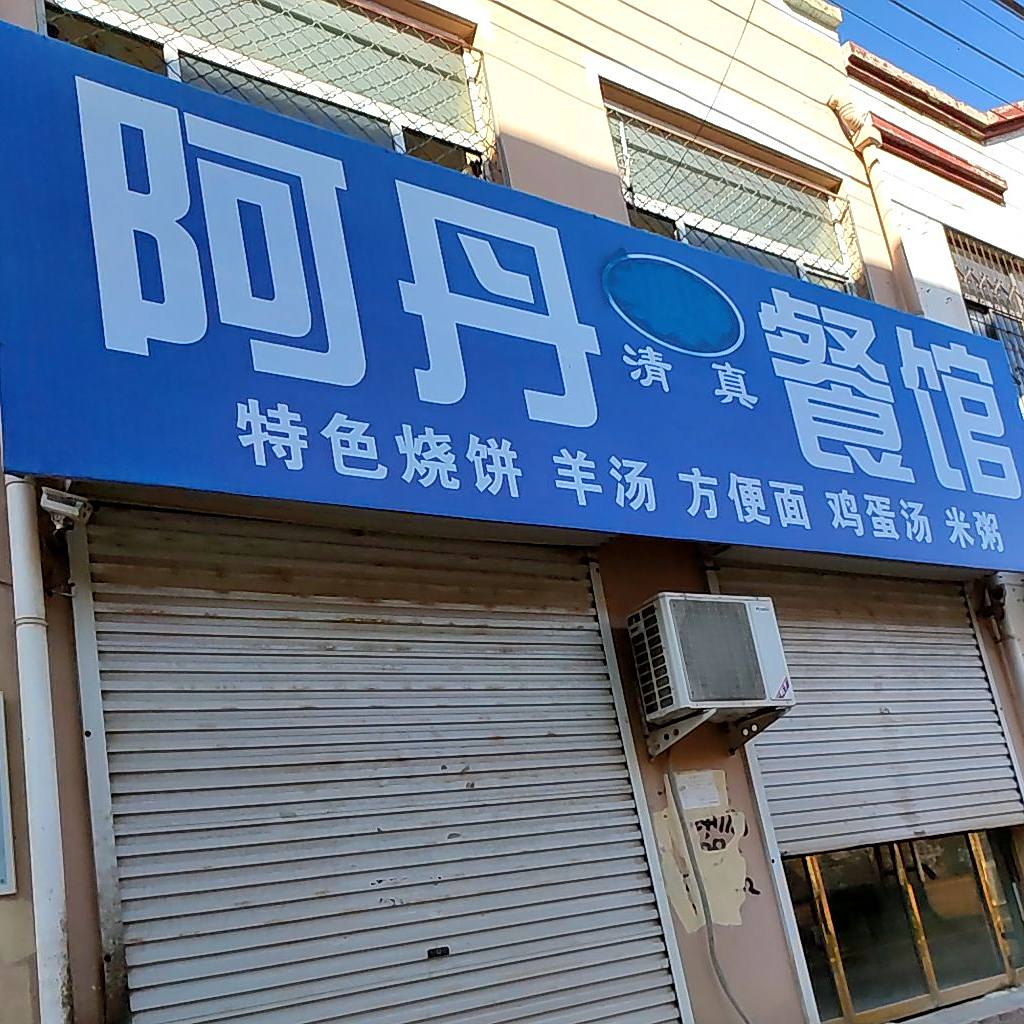 阿丹 清真 餐馆
特色烧饼 羊汤 方便面 鸡蛋汤 米粥